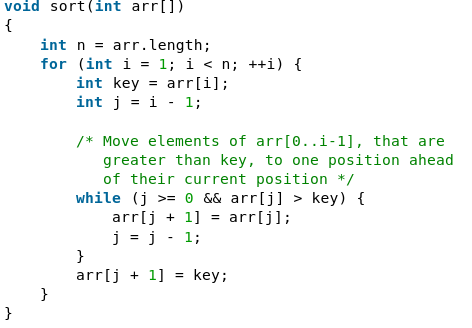 void sort(int arr[])
{
    int n = arr.length;
    for (int i = 1; i < n; ++i) {
        int key = arr[i];
        int j = i - 1;

        /* Move elements of arr[0..i-1], that are
           greater than key, to one position ahead
           of their current position */
        while (j >= 0 && arr[j] > key) {
            arr[j + 1] = arr[j];
            j = j - 1;
        }
        arr[j + 1] = key;
    }
}